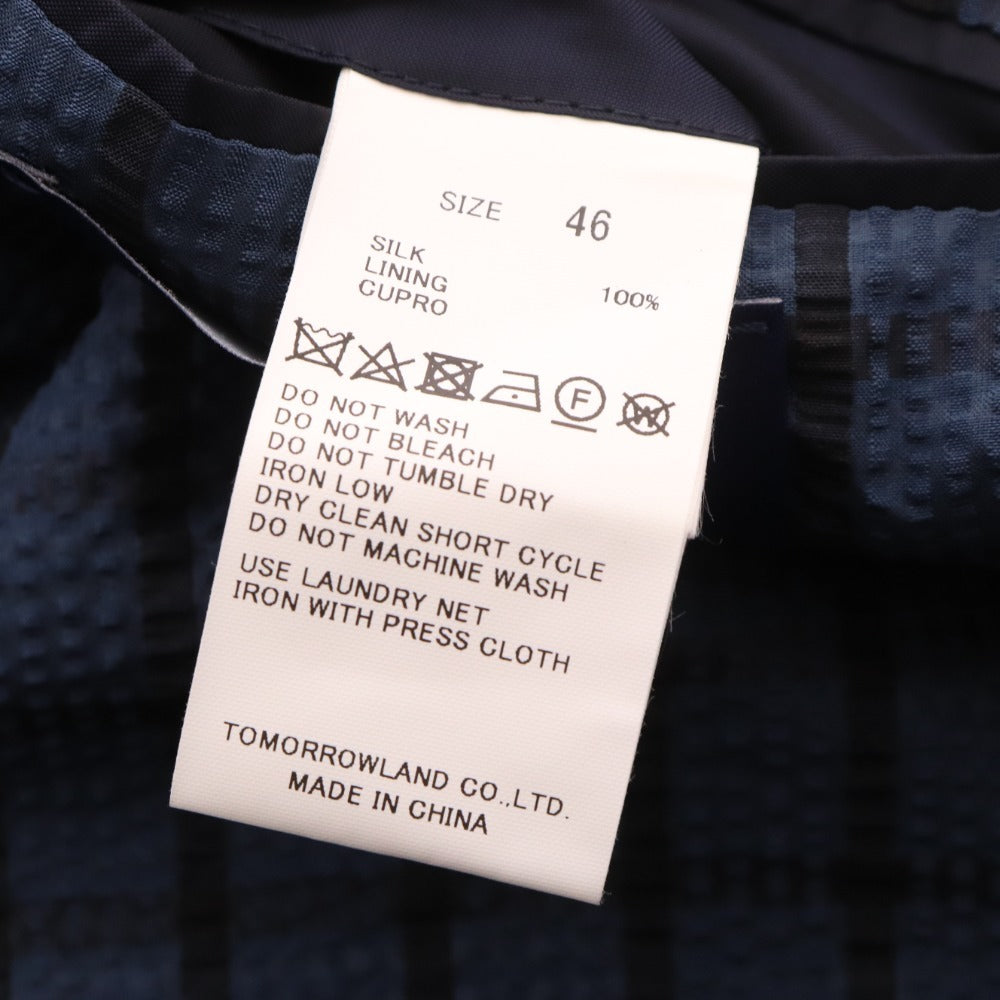 SIZE 46
SILK
LINING
CUPRO 100%
F
W
DO NOT WASH
DO NOT BLEACH
DO NOT TUMBLE DRY
IRON LOW
DRY CLEAN SHORT CYCLE
DO NOT MACHINE WASH
USE LAUNDRY NET
IRON WITH PRESS CLOTH
TOMORROWLAND CO.,LTD.
MADE IN CHINA